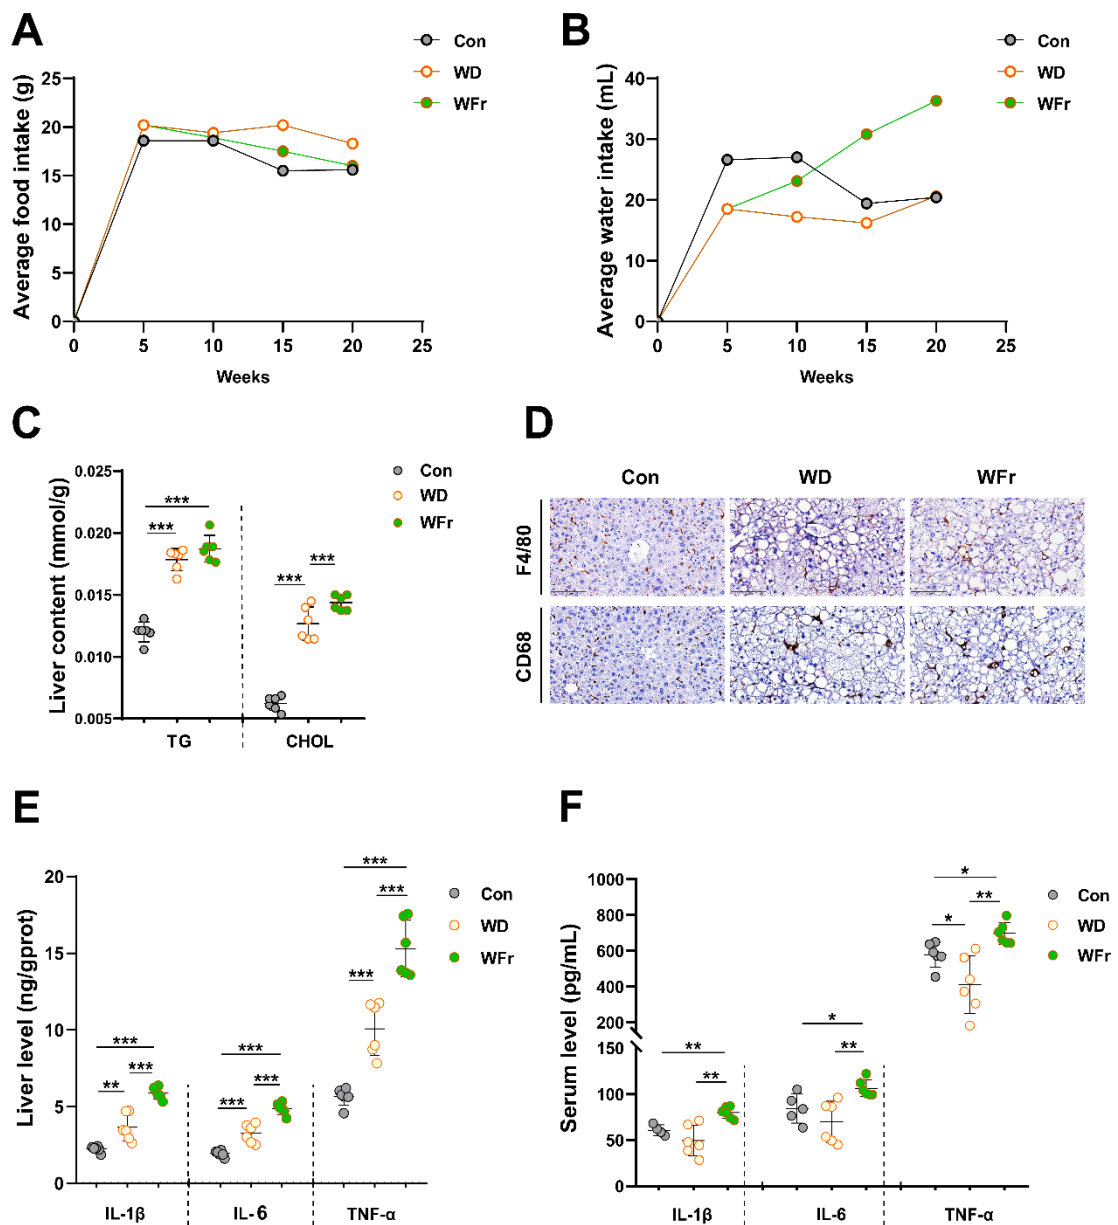 A
Con
WD
WFr
Average food intake (g)
25
20
15
10
5
0
0 5 10 15 20 25
Weeks
B
Con
WD
WFr
Average water intake (mL)
40
30
20
10
0
0 5 10 15 20 25
Weeks
C
Con
WD
WFr
Liver content (mmol/g)
0.025
0.020
0.015
0.010
0.005
*** *** *** ***
TG CHOL
D
Con WD WFr
F4/80
CD68
E
Con
WD
WFr
Liver level (ng/gprot)
20
15
10
5
0
** *** *** *** *** *** *** *** ***
IL-1β IL-6 TNF-α
F
Con
WD
WFr
Serum level (pg/mL)
1000
800
600
400
200
150
100
50
0
** ** * ** * * **
IL-1β IL-6 TNF-α